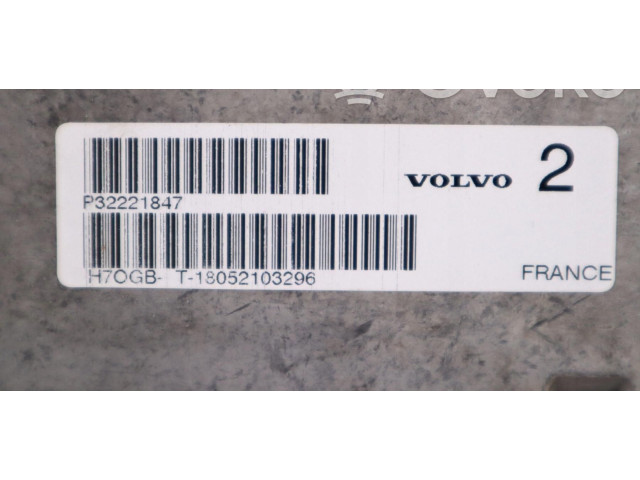 P32221847
VOLVO 2
H7OGB- T-18052103296
FRANCE